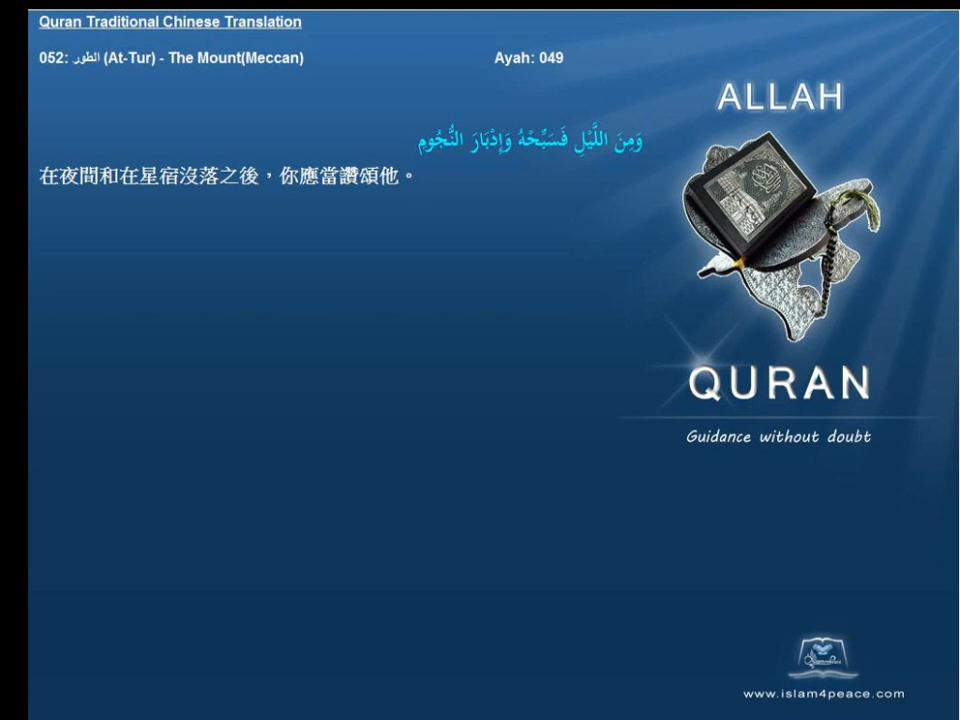 Quran Traditional Chinese Translation
052: الطور (At-Tur) - The Mount(Meccan)
Ayah: 049
وَمِنَ اللَّيْلِ فَسَبِّحْهُ وَإِدْبَارَ النُّجُومِ
在夜間和在星宿沒落之後，你應當讚頌他。
ALLAH
QURAN
Guidance without doubt
www.islam4peace.com